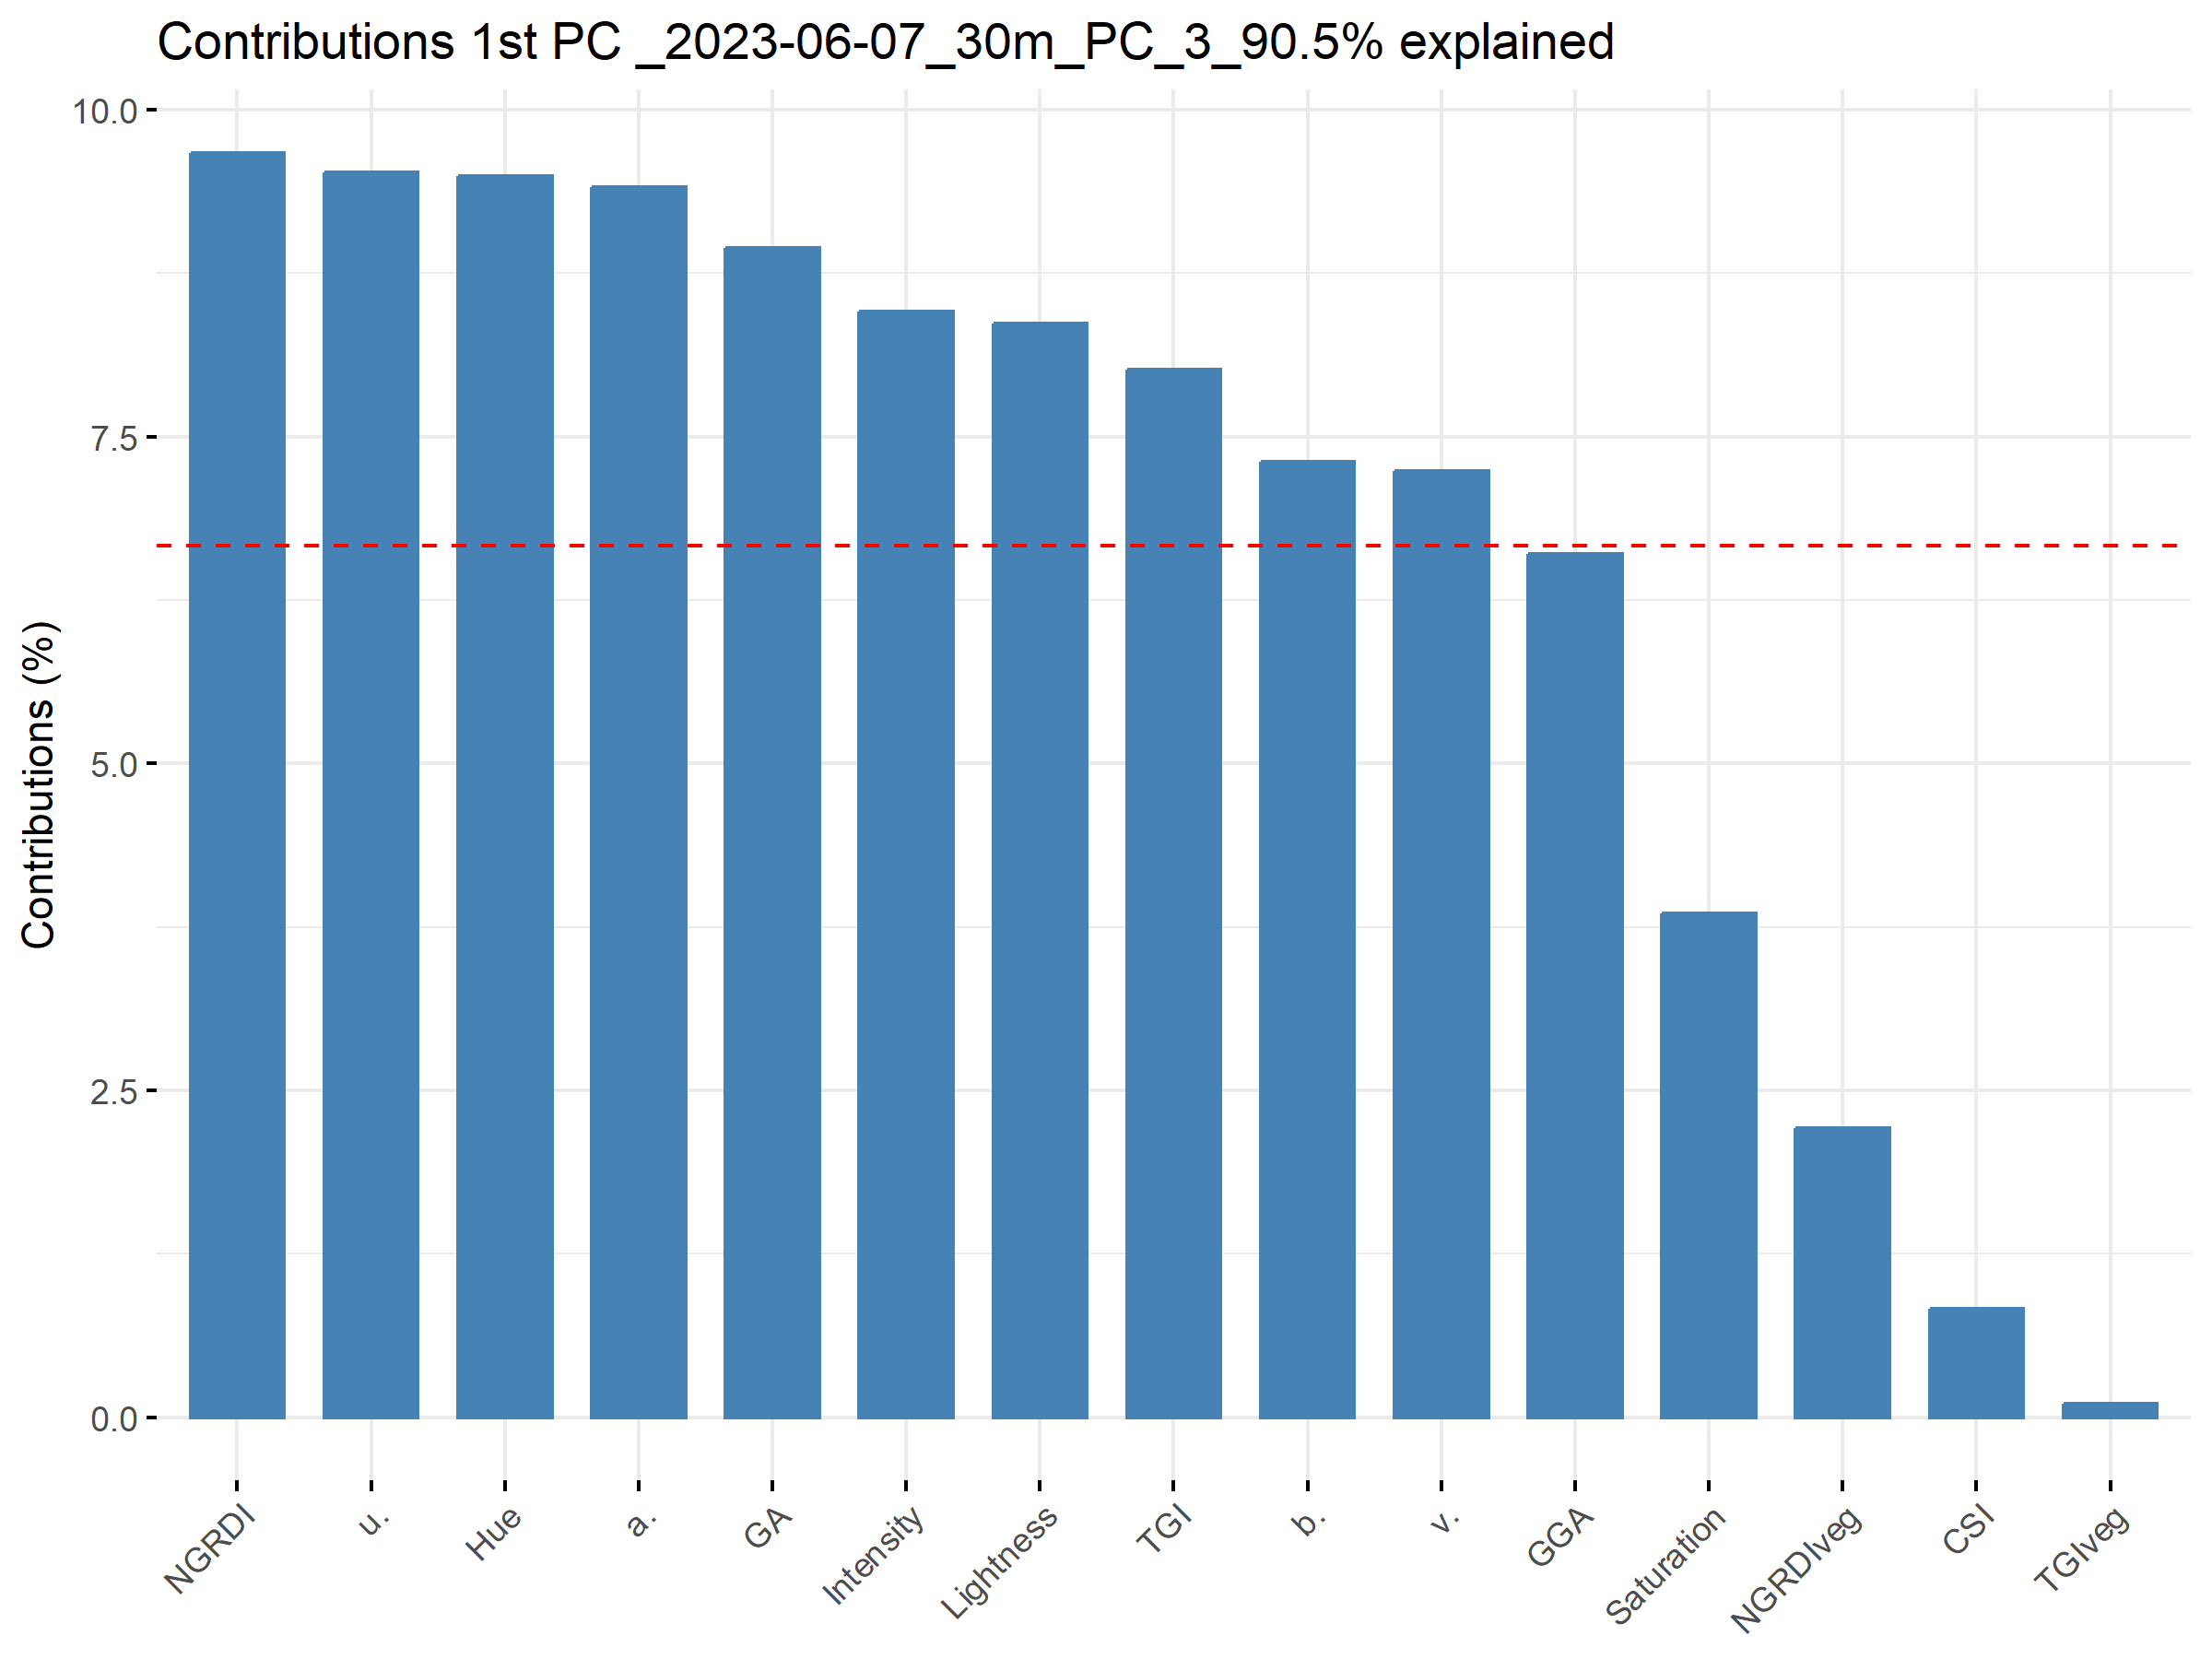 Contributions 1st PC _2023-06-07_30m_PC_3_90.5% explained
Contributions (%)
10.0
7.5
5.0
2.5
0.0
NGRDI
u.
Hue
a.
GA
Intensity
Lightness
TGI
b.
v.
GGA
Saturation
NGRDIveg
CSI
TGIveg